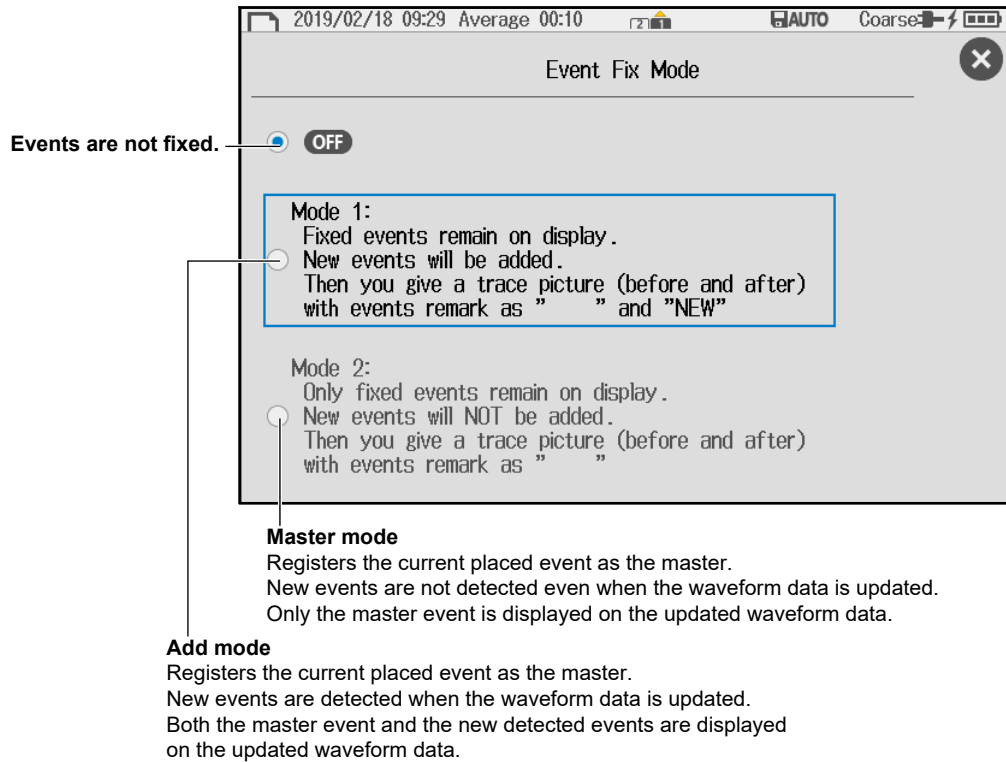 2019/02/18 09:29 Average 00:10 2 1 AUTO Coarse
Event Fix Mode
Events are not fixed.
OFF
Mode 1:
Fixed events remain on display.
New events will be added.
Then you give a trace picture (before and after)
with events remark as ”     ” and ”NEW”
Mode 2:
Only fixed events remain on display.
New events will NOT be added.
Then you give a trace picture (before and after)
with events remark as ”     ”
Master mode
Registers the current placed event as the master.
New events are not detected even when the waveform data is updated.
Only the master event is displayed on the updated waveform data.
Add mode
Registers the current placed event as the master.
New events are detected when the waveform data is updated.
Both the master event and the new detected events are displayed
on the updated waveform data.